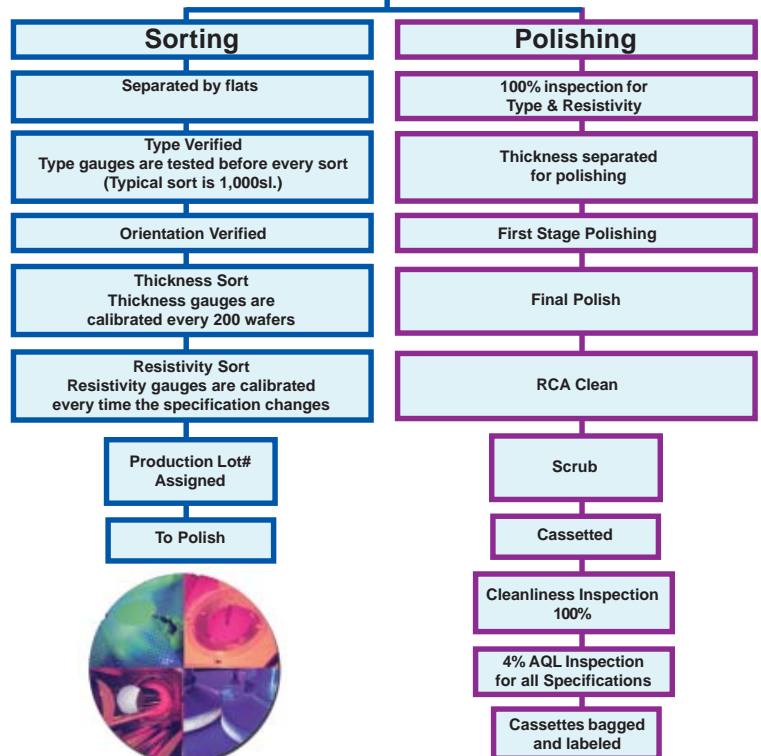 Sorting
Separated by flats
Type Verified
Type gauges are tested before every sort
(Typical sort is 1,000sl.)
Orientation Verified
Thickness Sort
Thickness gauges are
calibrated every 200 wafers
Resistivity Sort
Resistivity gauges are calibrated
every time the specification changes
Production Lot#
Assigned
To Polish
Polishing
100% inspection for
Type & Resistivity
Thickness separated
for polishing
First Stage Polishing
Final Polish
RCA Clean
Scrub
Cassetted
Cleanliness Inspection
100%
4% AQL Inspection
for all Specifications
Cassettes bagged
and labeled